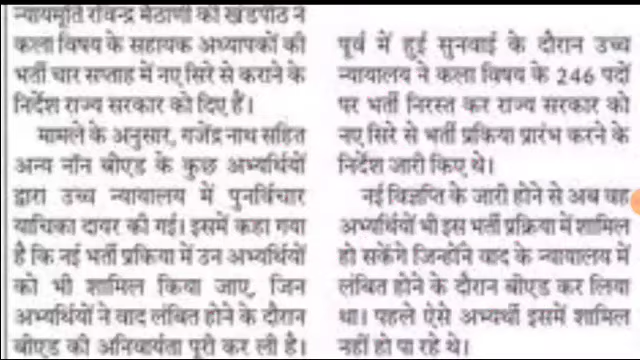 न्यायमूर्ति रविन्द्र मैठाणी की खंडपीठ ने
कला विषय के सहायक अध्यापकों की
भर्ती चार सप्ताह में नए सिरे से कराने के
निर्देश राज्य सरकार को दिए हैं।
मामले के अनुसार, गजेंद्र नाथ सहित
अन्य नॉन बीएड के कुछ अभ्यर्थियों
द्वारा उच्च न्यायालय में पुनर्विचार
याचिका दायर की गई। इसमें कहा गया
है कि नई भर्ती प्रकिया में उन अभ्यर्थियों
को भी शामिल किया जाए, जिन
अभ्यर्थियों ने वाद लंबित होने के दौरान
बीएड की अनिवार्यता पूरी कर ली है।
पूर्व में हुई सुनवाई के दौरान उच्च
न्यायालय ने कला विषय के 246 पदों
पर भर्ती निरस्त कर राज्य सरकार को
नए सिरे से भर्ती प्रकिया प्रारंभ करने के
निर्देश जारी किए थे।
नई विज्ञप्ति के जारी होने से अब वह
अभ्यर्थियों भी इस भर्ती प्रक्रिया में शामिल
हो सकेंगे जिन्होंने वाद के न्यायालय में
लंबित होने के दौरान बीएड कर लिया
था। पहले ऐसे अभ्यर्थी इसमें शामिल
नहीं हो पा रहे थे।